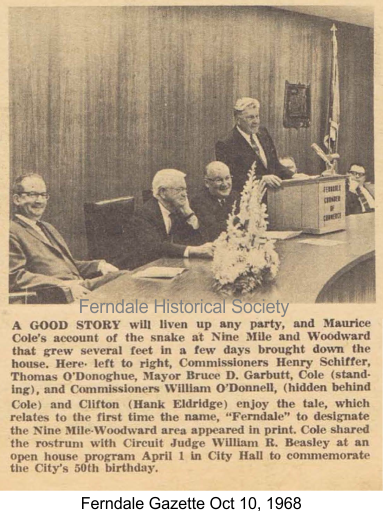 FERNDALE
CHAMBER
OF
COMMERCE
Ferndale Historical Society
A GOOD STORY will liven up any party, and Maurice
Cole's account of the snake at Nine Mile and Woodward
that grew several feet in a few days brought down the
house. Here- left to right, Commissioners Henry Schiffer,
Thomas O'Donoghue, Mayor Bruce D. Garbutt, Cole (stand-
ing), and Commissioners William O'Donnell, (hidden behind
Cole) and Clifton (Hank Eldridge) enjoy the tale, which
relates to the first time the name, "Ferndale" to designate
the Nine Mile-Woodward area appeared in print. Cole shared
the rostrum with Circuit Judge William R. Beasley at an
open house program April 1 in City Hall to commemorate
the City's 50th birthday.
Ferndale Gazette Oct 10, 1968